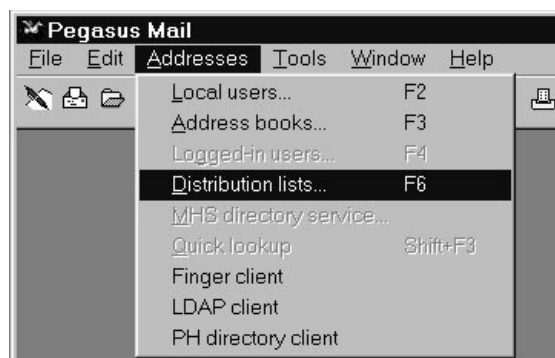 Pegasus Mail
File Edit Addresses Tools Window Help
Local users... F2
Address books... F3
Logged-in users... F4
Distribution lists... F6
MHS directory service...
Quick lookup Shift+F3
Finger client
LDAP client
PH directory client